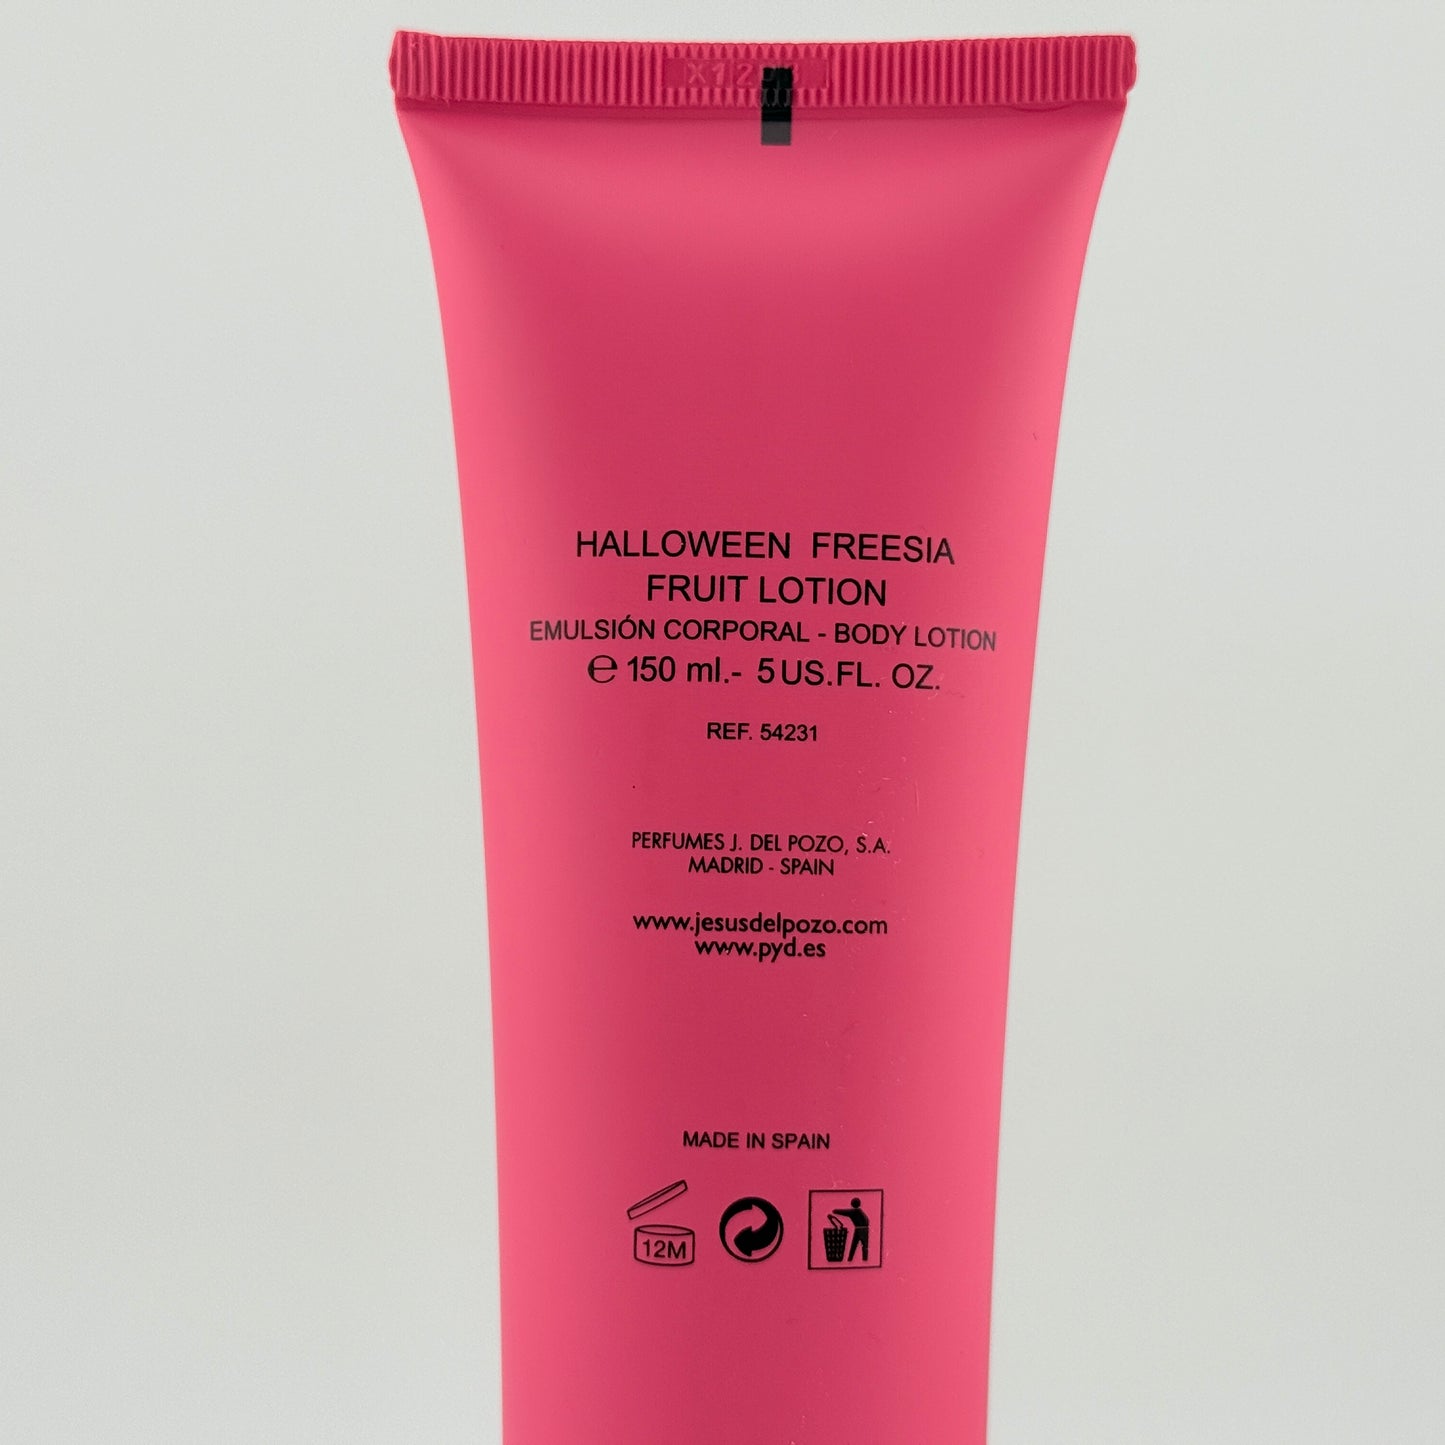 HALLOWEEN FREESIA
FRUIT LOTION
EMULSIÓN CORPORAL - BODY LOTION
℮ 150 ml.- 5 US.FL. OZ.
REF. 54231
PERFUMES J. DEL POZO, S.A.
MADRID - SPAIN
www.jesusdelpozo.com
www.pyd.es
MADE IN SPAIN
12M